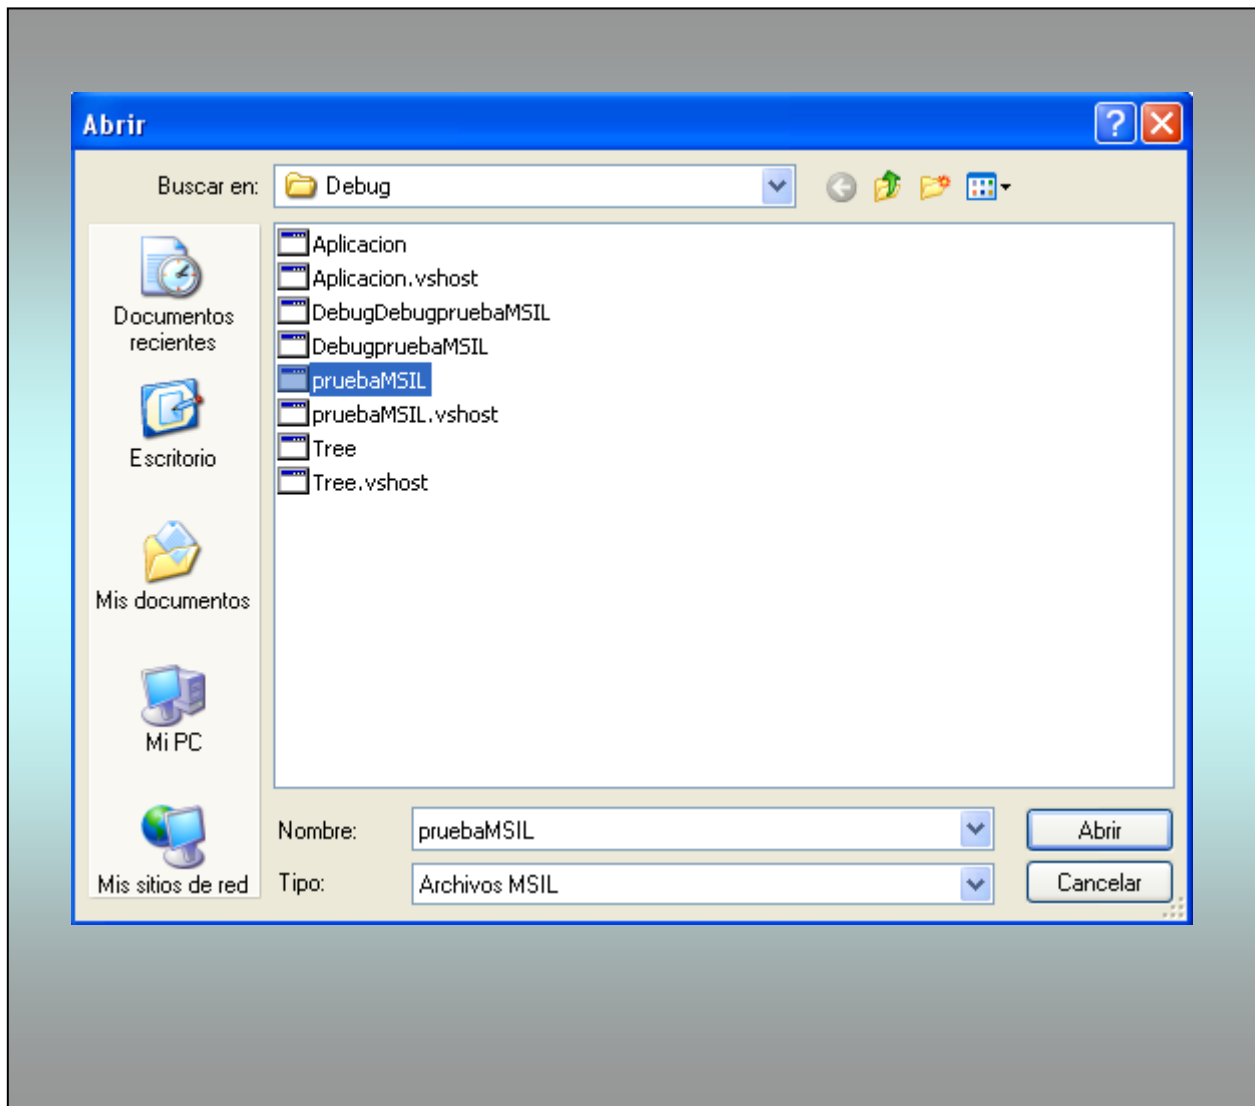 Abrir
Buscar en: Debug
Documentos
recientes
Escritorio
Mis documentos
Mi PC
Mis sitios de red
Aplicacion
Aplicacion.vshost
DebugDebugpruebaMSIL
DebugpruebaMSIL
pruebaMSIL
pruebaMSIL.vshost
Tree
Tree.vshost
Nombre: pruebaMSIL Abrir
Tipo: Archivos MSIL Cancelar